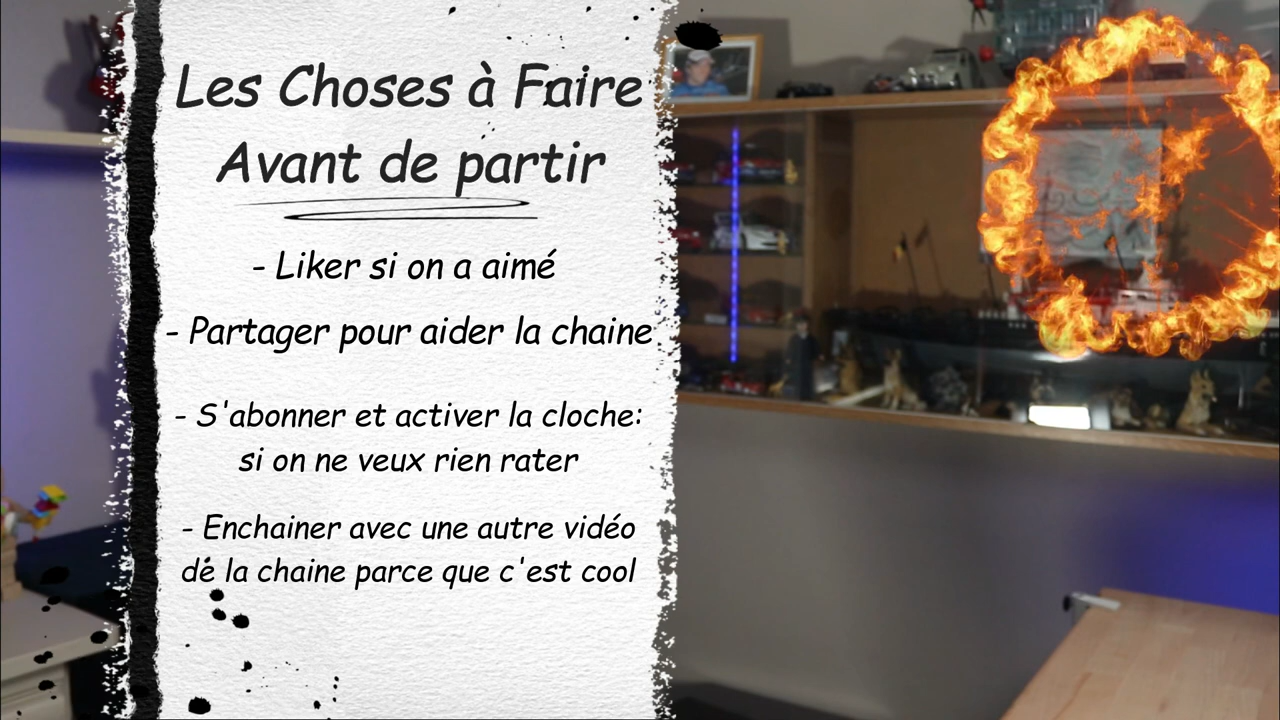 Les Choses à Faire
Avant de partir
- Liker si on a aimé
- Partager pour aider la chaine
- S'abonner et activer la cloche:
si on ne veux rien rater
- Enchainer avec une autre vidéo
de la chaine parce que c'est cool